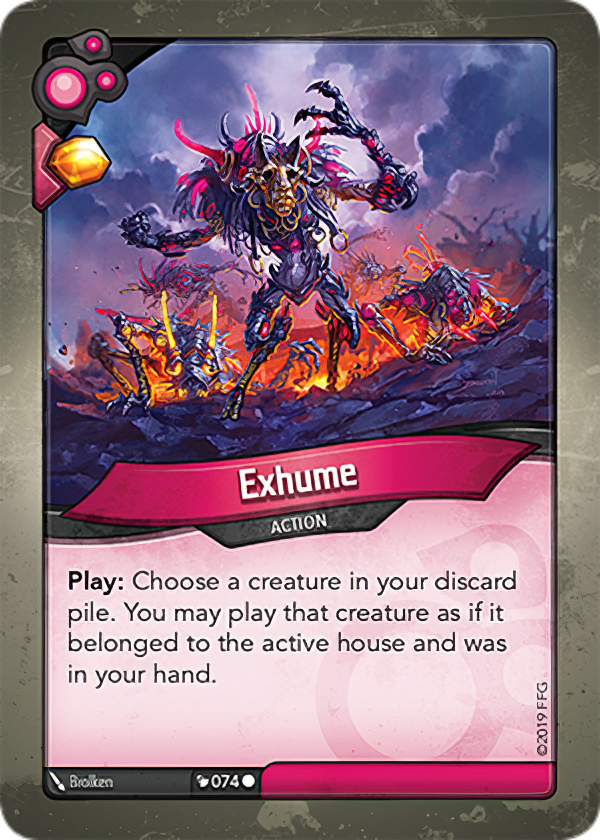 Exhume
ACTION
Play: Choose a creature in your discard
pile. You may play that creature as if it
belonged to the active house and was
in your hand.
©2019 FFG
Brolken
074